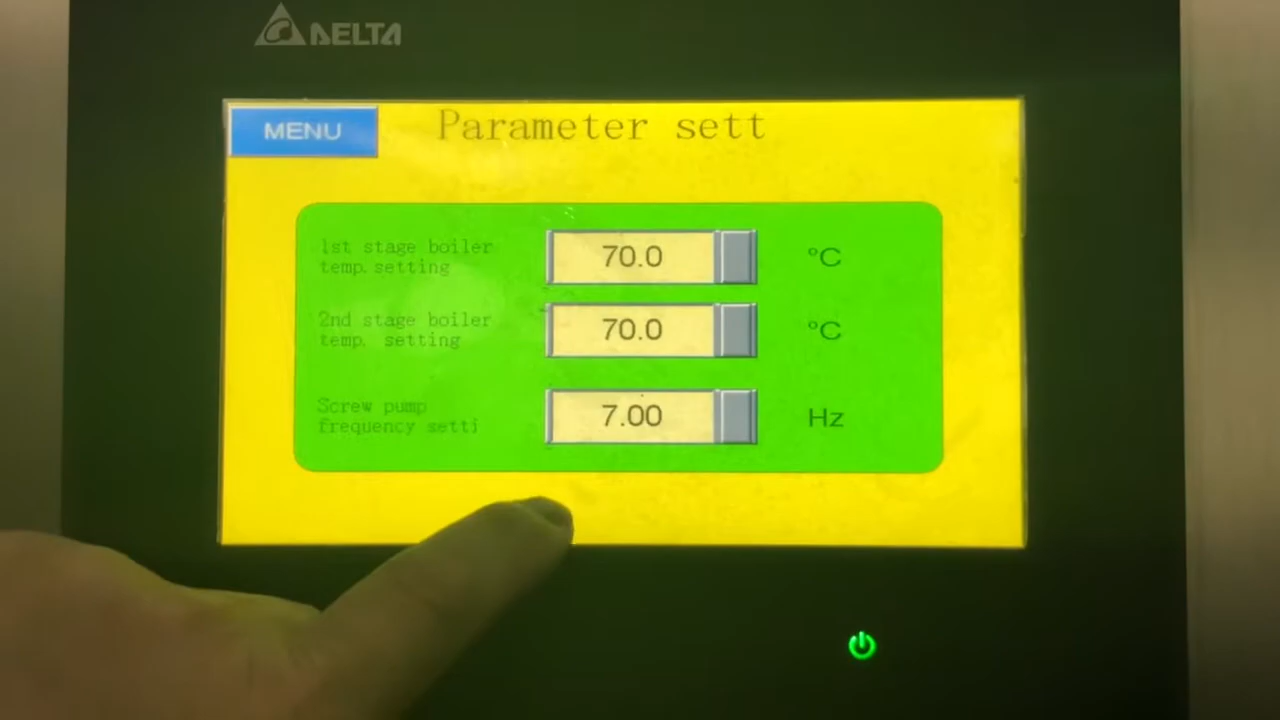 DELTA
MENU
Parameter sett
1st stage boiler
temp. setting
70.0
°C
2nd stage boiler
temp. setting
70.0
°C
Screw pump
frequency setti
7.00
Hz